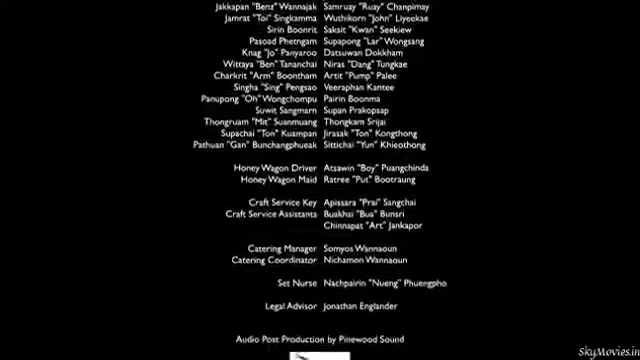 Jakkapan "Benz" Wannajak Samruay "Ruay" Chanpimay
Jamrat "Toi" Singkamma Wuthikorn "John" Liyeekae
Sirin Boonrit Saksit "Kwan" Seekiew
Pasoad Phetngam Supapong "Lar" Wongsang
Knag "Jo" Panyaroo Datsuwan Dokkham
Wittaya "Ben" Tananchai Niras "Dang" Tungkae
Charkrit "Arm" Boontham Artit "Pump" Palee
Singha "Sing" Pengsao Veeraphan Kantee
Panupong "Oh" Wongchompu Pairin Boonma
Suwit Sangmarn Supan Prakopsap
Thongruam "Mit" Suanmuang Thongkam Srijai
Supachai "Ton" Kuampan Jirasak "Ton" Kongthong
Pathuan "Gan" Bunchangphueak Sittichai "Yun" Khieothong
Honey Wagon Driver Atsawin "Boy" Puangchinda
Honey Wagon Maid Ratree "Put" Bootraung
Craft Service Key Apissara "Prai" Sangchai
Craft Service Assistants Buakhai "Bua" Bunsri
Chinnapat "Art" Jankapor
Catering Manager Somyos Wannaoun
Catering Coordinator Nichamon Wannaoun
Set Nurse Nachpairin "Nueng" Phuengpho
Legal Advisor Jonathan Englander
Audio Post Production by Pinewood Sound
SkyMovies.in